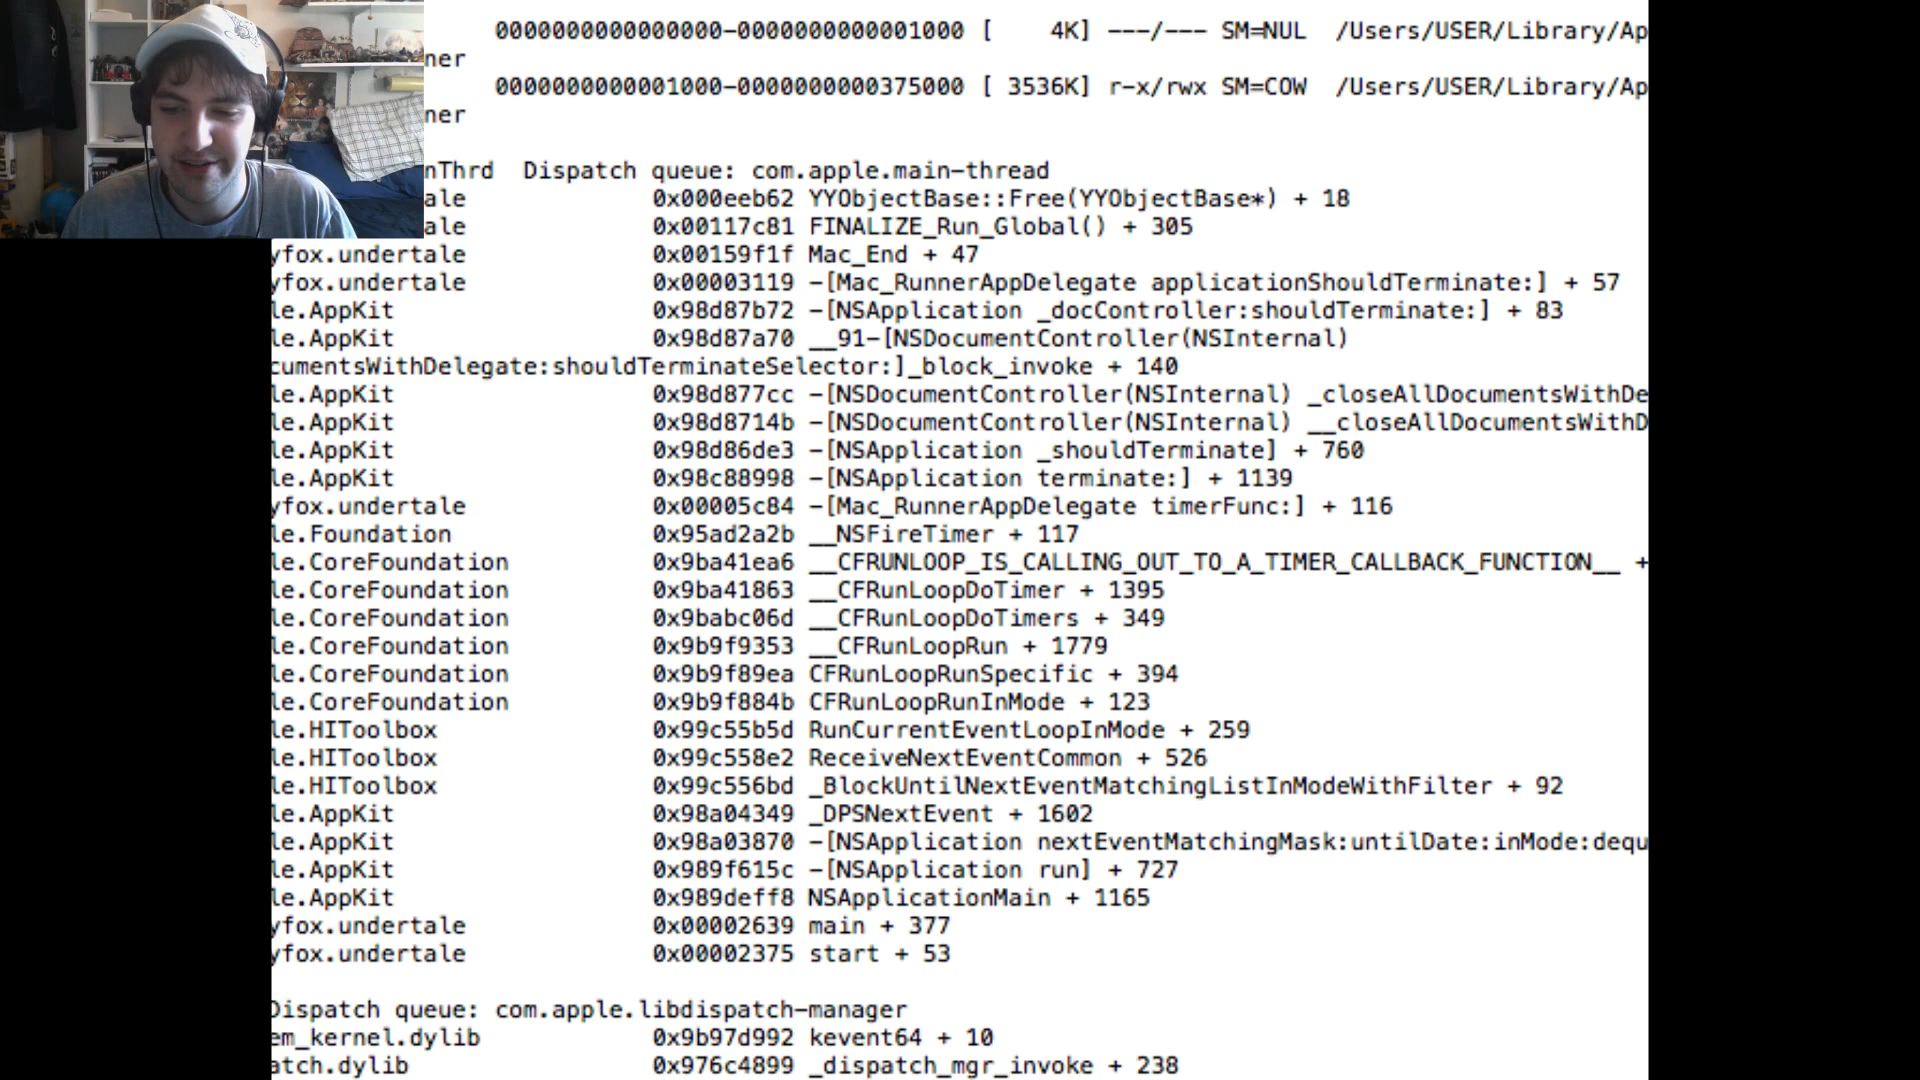 0000000000000000-0000000000001000 [    4K] ---/--- SM=NUL  /Users/USER/Library/Ap
ner
0000000000001000-0000000000375000 [ 3536K] r-x/rwx SM=COW  /Users/USER/Library/Ap
ner
nThrd  Dispatch queue: com.apple.main-thread
ale 0x000eeb62 YYObjectBase::Free(YYObjectBase*) + 18
ale 0x00117c81 FINALIZE_Run_Global() + 305
yfox.undertale 0x00159f1f Mac_End + 47
yfox.undertale 0x00003119 -[Mac_RunnerAppDelegate applicationShouldTerminate:] + 57
le.AppKit 0x98d87b72 -[NSApplication _docController:shouldTerminate:] + 83
le.AppKit 0x98d87a70 __91-[NSDocumentController(NSInternal)
cumentsWithDelegate:shouldTerminateSelector:]_block_invoke + 140
le.AppKit 0x98d877cc -[NSDocumentController(NSInternal) _closeAllDocumentsWithDe
le.AppKit 0x98d8714b -[NSDocumentController(NSInternal) __closeAllDocumentsWithD
le.AppKit 0x98d86de3 -[NSApplication _shouldTerminate] + 760
le.AppKit 0x98c88998 -[NSApplication terminate:] + 1139
yfox.undertale 0x00005c84 -[Mac_RunnerAppDelegate timerFunc:] + 116
le.Foundation 0x95ad2a2b __NSFireTimer + 117
le.CoreFoundation 0x9ba41ea6 __CFRUNLOOP_IS_CALLING_OUT_TO_A_TIMER_CALLBACK_FUNCTION__ +
le.CoreFoundation 0x9ba41863 __CFRunLoopDoTimer + 1395
le.CoreFoundation 0x9babc06d __CFRunLoopDoTimers + 349
le.CoreFoundation 0x9b9f9353 __CFRunLoopRun + 1779
le.CoreFoundation 0x9b9f89ea CFRunLoopRunSpecific + 394
le.CoreFoundation 0x9b9f884b CFRunLoopRunInMode + 123
le.HIToolbox 0x99c55b5d RunCurrentEventLoopInMode + 259
le.HIToolbox 0x99c558e2 ReceiveNextEventCommon + 526
le.HIToolbox 0x99c556bd _BlockUntilNextEventMatchingListInModeWithFilter + 92
le.AppKit 0x98a04349 _DPSNextEvent + 1602
le.AppKit 0x98a03870 -[NSApplication nextEventMatchingMask:untilDate:inMode:dequ
le.AppKit 0x989f615c -[NSApplication run] + 727
le.AppKit 0x989deff8 NSApplicationMain + 1165
yfox.undertale 0x00002639 main + 377
yfox.undertale 0x00002375 start + 53
Dispatch queue: com.apple.libdispatch-manager
em_kernel.dylib 0x9b97d992 kevent64 + 10
atch.dylib 0x976c4899 _dispatch_mgr_invoke + 238